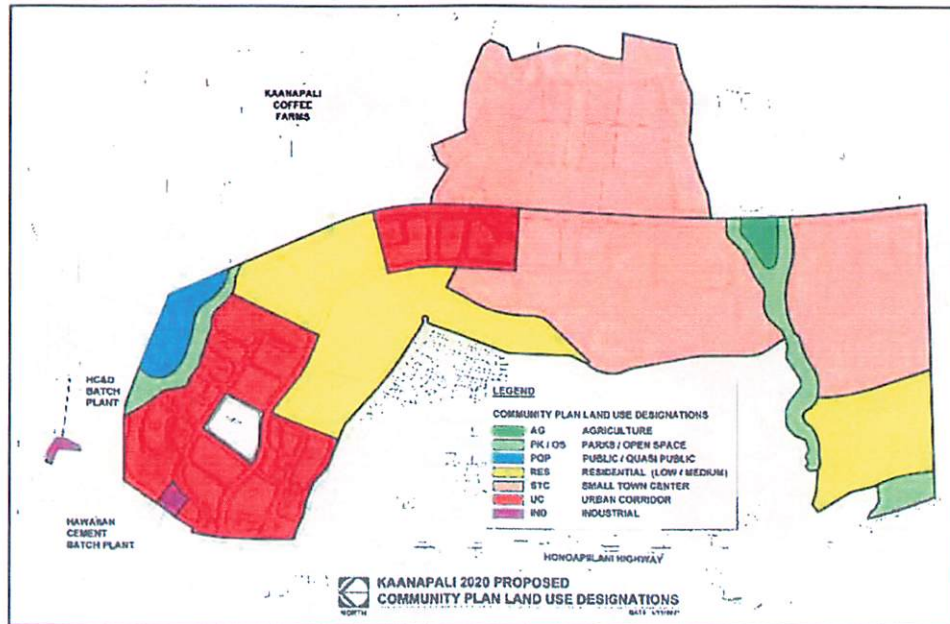 KAANAPALI
COFFEE
FARMS
HC&D
BATCH
PLANT
HAWAIIAN
CEMENT
BATCH PLANT
LEGEND
COMMUNITY PLAN LAND USE DESIGNATIONS
AG AGRICULTURE
PK / OS PARKS / OPEN SPACE
PQP PUBLIC / QUASI PUBLIC
RES RESIDENTIAL (LOW / MEDIUM)
STC SMALL TOWN CENTER
UC URBAN CORRIDOR
IND INDUSTRIAL
HONOAPIILANI HIGHWAY
KAANAPALI 2020 PROPOSED
COMMUNITY PLAN LAND USE DESIGNATIONS
NORTH DATE